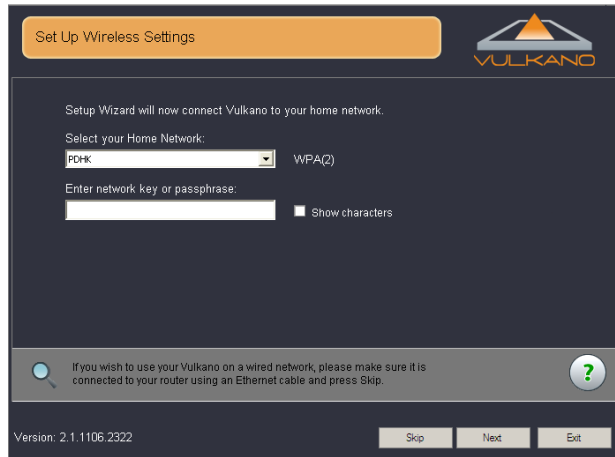 Set Up Wireless Settings
VULKANO
Setup Wizard will now connect Vulkano to your home network.
Select your Home Network:
PDHK WPA(2)
Enter network key or passphrase:
Show characters
If you wish to use your Vulkano on a wired network, please make sure it is
connected to your router using an Ethernet cable and press Skip.
?
Version: 2.1.1106.2322 Skip Next Exit